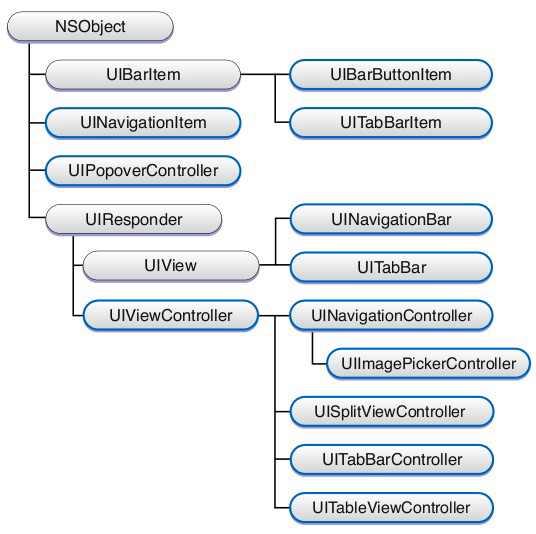 NSObject
UIBarItem
UIBarButtonItem
UITabBarItem
UINavigationItem
UIPopoverController
UIResponder
UIView
UINavigationBar
UITabBar
UIViewController
UINavigationController
UIImagePickerController
UISplitViewController
UITabBarController
UITableViewController